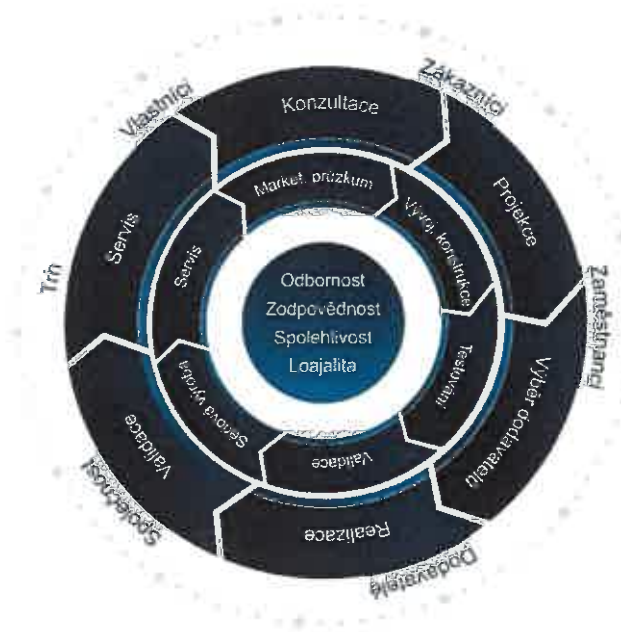 Vlastníci
Zákazníci
Zaměstnanci
Dodavatelé
Společnost
Trh
Konzultace
Projekce
Výběr dodavatelů
Realizace
Validace
Servis
Market. průzkum
Vývoj, konstrukce
Testování
Validace
Seriová výroba
Servis
Odbornost
Zodpovědnost
Spolehlivost
Loajalita